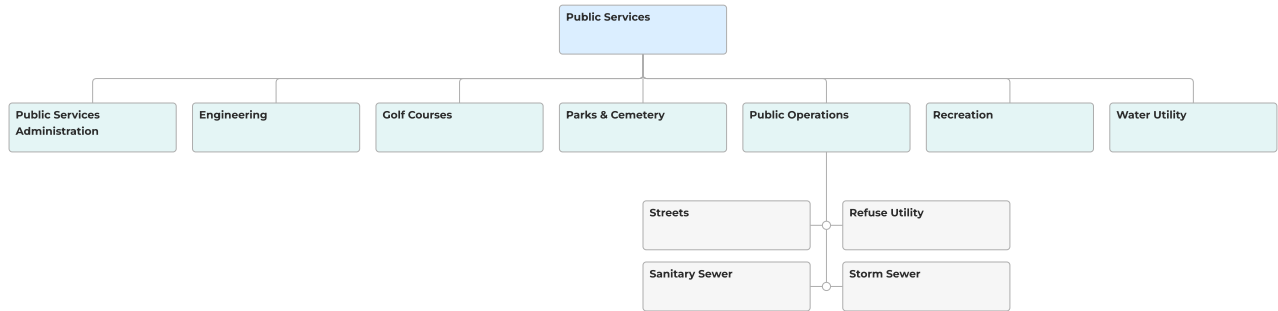 Public Services
Public Services
Administration
Engineering
Golf Courses
Parks & Cemetery
Public Operations
Recreation
Water Utility
Streets
Refuse Utility
Sanitary Sewer
Storm Sewer